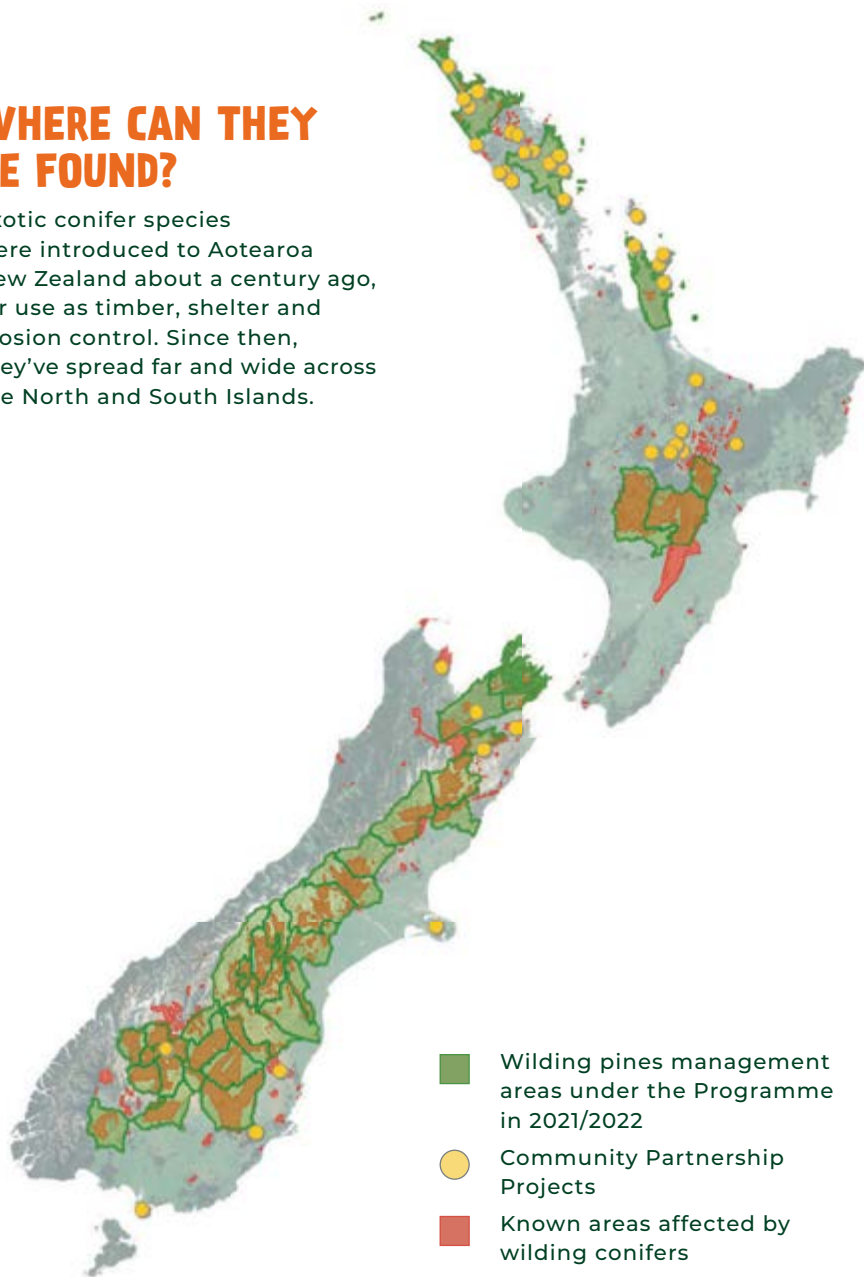 WHERE CAN THEY
E FOUND?
xotic conifer species
ere introduced to Aotearoa
ew Zealand about a century ago,
r use as timber, shelter and
osion control. Since then,
ey've spread far and wide across
e North and South Islands.
Wilding pines management
areas under the Programme
in 2021/2022
Community Partnership
Projects
Known areas affected by
wilding conifers